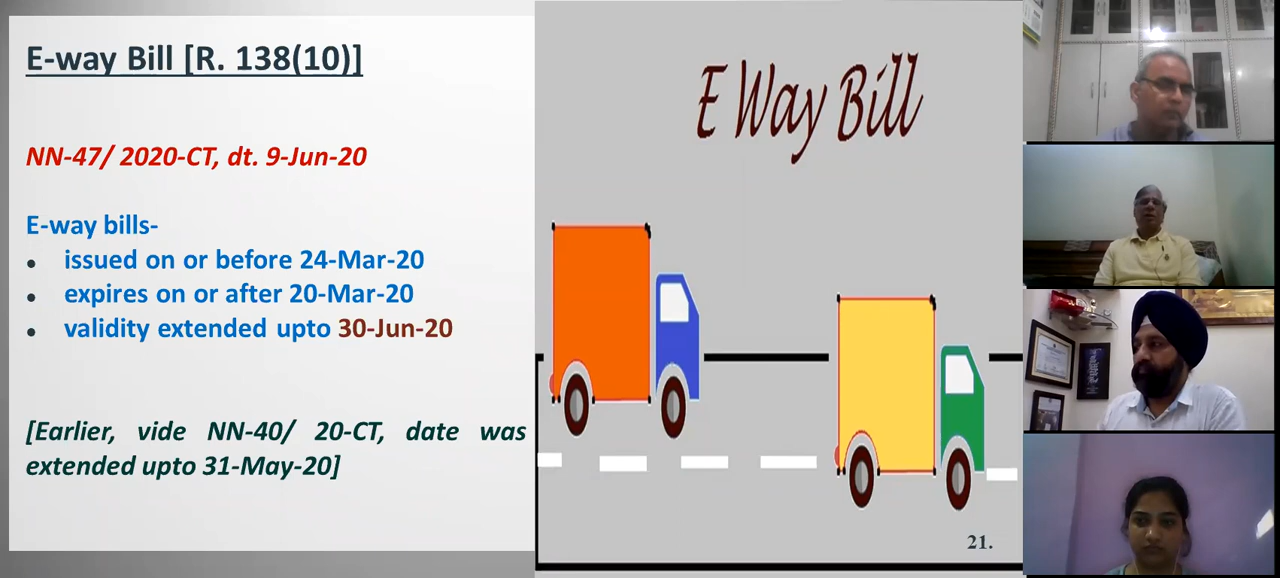 E-way Bill [R. 138(10)]
NN-47/ 2020-CT, dt. 9-Jun-20
E-way bills-
• issued on or before 24-Mar-20
• expires on or after 20-Mar-20
• validity extended upto 30-Jun-20
[Earlier, vide NN-40/ 20-CT, date was
extended upto 31-May-20]
E Way Bill
21.